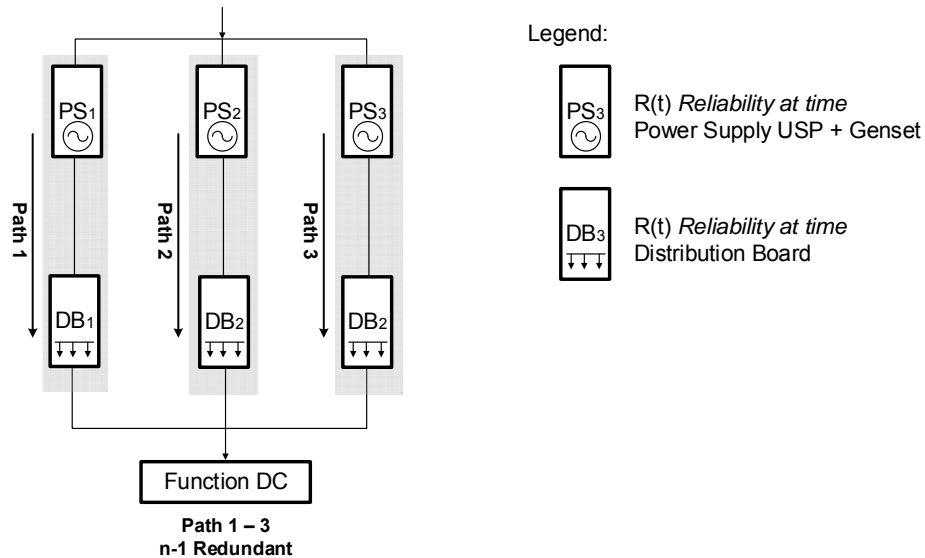 Legend:
PS1
PS2
PS3
PS3
R(t) Reliability at time
Power Supply USP + Genset
Path 1
Path 2
Path 3
DB3
R(t) Reliability at time
Distribution Board
DB1
DB2
DB2
Function DC
Path 1 – 3
n-1 Redundant